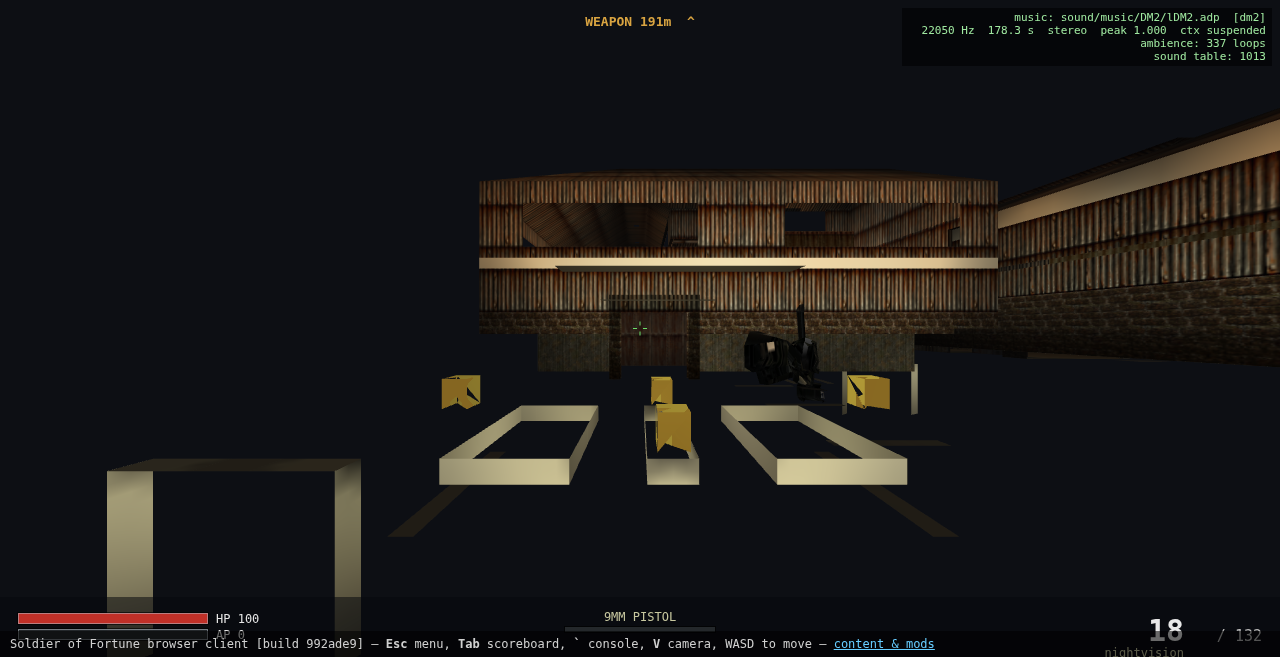 WEAPON 191m ^
music: sound/music/DM2/lDM2.adp [dm2]
22050 Hz 178.3 s stereo peak 1.000 ctx suspended
ambience: 337 loops
sound table: 1013
HP 100
AP 0
9MM PISTOL
18 / 132
Soldier of Fortune browser client [build 992ade9] — Esc menu, Tab scoreboard, ` console, V camera, WASD to move — content & mods
nightvision